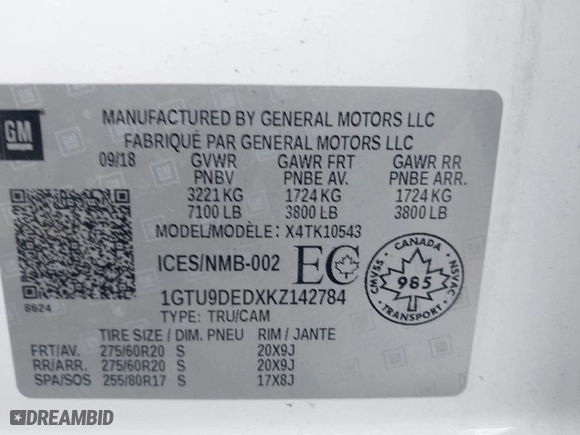 GM
MANUFACTURED BY GENERAL MOTORS LLC
FABRIQUÉ PAR GENERAL MOTORS LLC
09/18 GVWR GAWR FRT GAWR RR
PNBV PNBE AV. PNBE ARR.
3221 KG 1724 KG 1724 KG
7100 LB 3800 LB 3800 LB
MODEL/MODÈLE: X4TK10543
ICES/NMB-002 EC
CANADA
CMVSS 985 NSVAC
TRANSPORT
8624
1GTU9DEDXKZ142784
TYPE: TRU/CAM
TIRE SIZE / DIM. PNEU RIM / JANTE
FRT/AV. 275/60R20 S 20X9J
RR/ARR. 275/60R20 S 20X9J
SPA/SOS 255/80R17 S 17X8J
DREAMBID